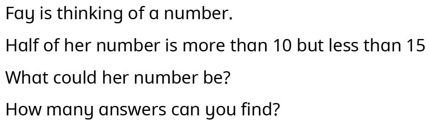 Fay is thinking of a number.
Half of her number is more than 10 but less than 15
What could her number be?
How many answers can you find?